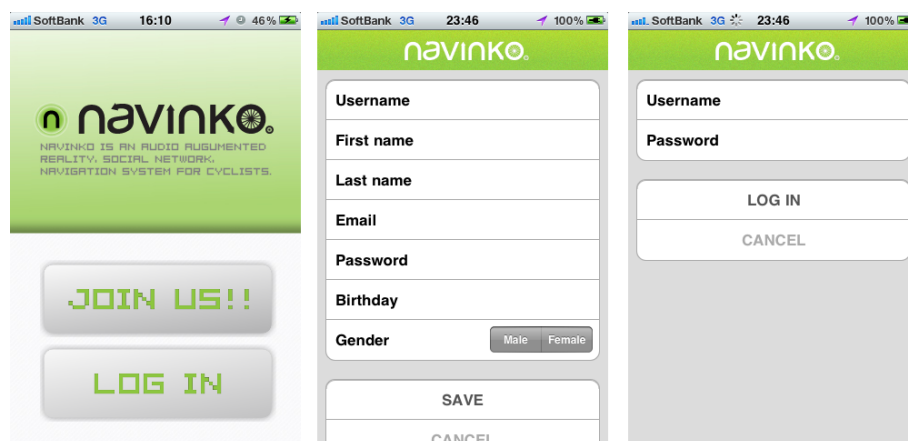 SoftBank 3G 16:10 46%
n navinko.
NAVINKO IS AN AUDIO AUGUMENTED
REALITY, SOCIAL NETWORK,
NAVIGATION SYSTEM FOR CYCLISTS.
JOIN US!!
LOG IN
SoftBank 3G 23:46 100%
navinko.
Username
First name
Last name
Email
Password
Birthday
Gender Male Female
SAVE
CANCEL
SoftBank 3G 23:46 100%
navinko.
Username
Password
LOG IN
CANCEL